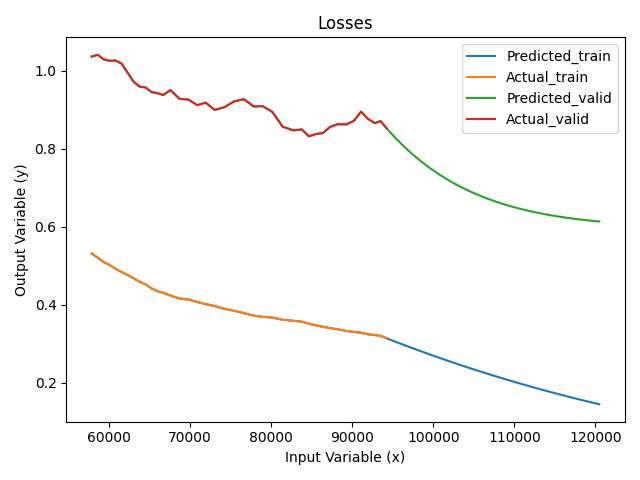 Losses
Predicted_train
Actual_train
Predicted_valid
Actual_valid
Output Variable (y)
1.0
0.8
0.6
0.4
0.2
60000 70000 80000 90000 100000 110000 120000
Input Variable (x)